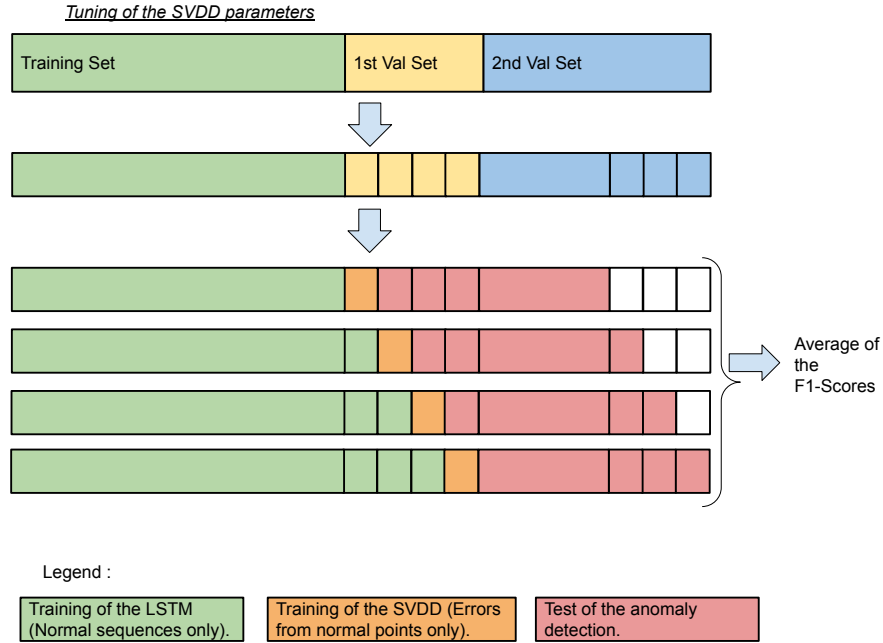 Tuning of the SVDD parameters
Training Set
1st Val Set
2nd Val Set
Average of
the
F1-Scores
Legend :
Training of the LSTM
(Normal sequences only).
Training of the SVDD (Errors
from normal points only).
Test of the anomaly
detection.